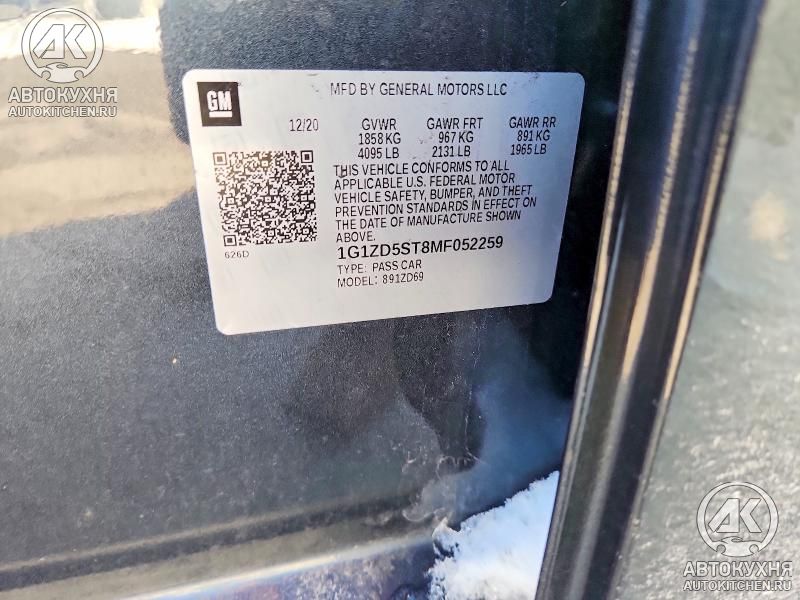 AK
АВТОКУХНЯ
AUTOKITCHEN.RU
GM
MFD BY GENERAL MOTORS LLC
12/20 GVWR GAWR FRT GAWR RR
1858 KG 967 KG 891 KG
4095 LB 2131 LB 1965 LB
THIS VEHICLE CONFORMS TO ALL
APPLICABLE U.S. FEDERAL MOTOR
VEHICLE SAFETY, BUMPER, AND THEFT
PREVENTION STANDARDS IN EFFECT ON
THE DATE OF MANUFACTURE SHOWN
ABOVE.
626D
1G1ZD5ST8MF052259
TYPE: PASS CAR
MODEL: 891ZD69
AK
АВТОКУХНЯ
AUTOKITCHEN.RU